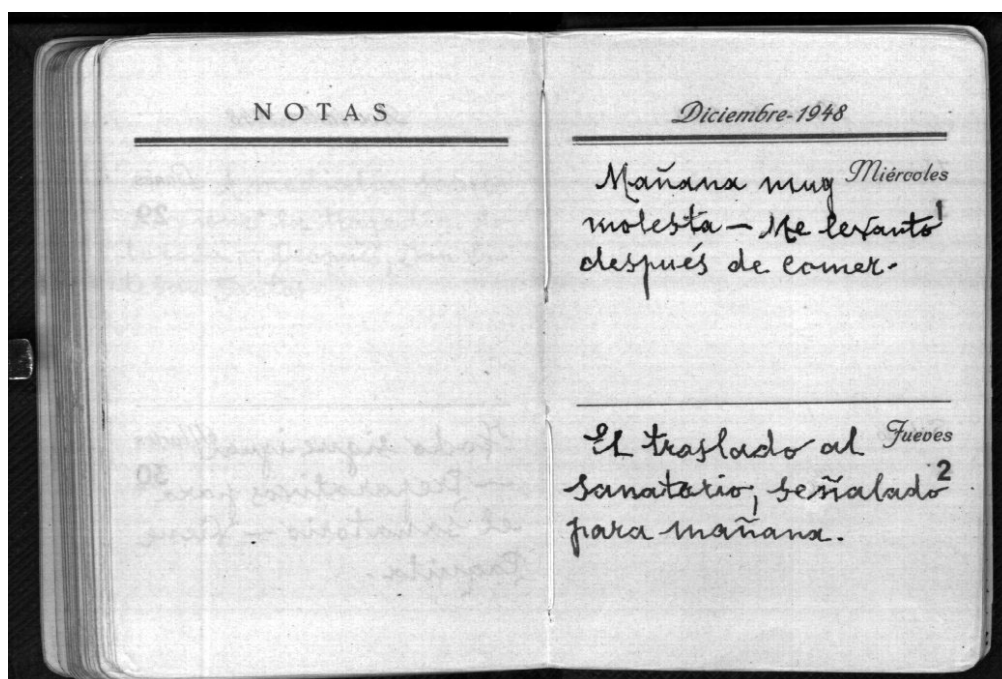 NOTAS
Diciembre-1948
Miércoles
1
Mañana muy
molesta - Me levanto
después de comer.
Jueves
2
El traslado al
sanatorio, señalado
para mañana.